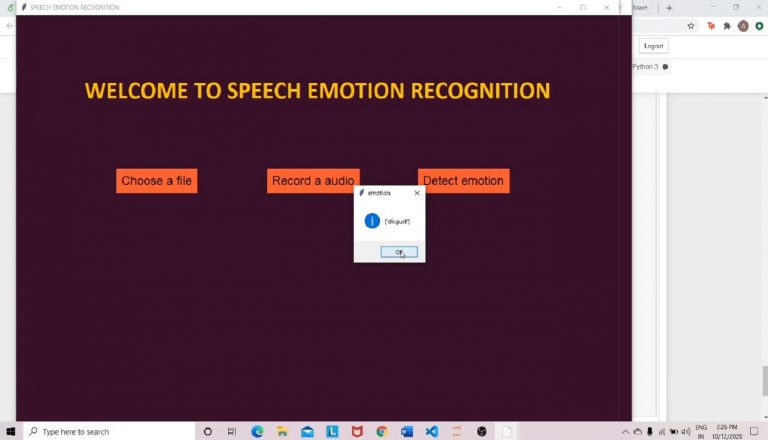 SPEECH EMOTION RECOGNITION
Meet -
Logout
Python 3
WELCOME TO SPEECH EMOTION RECOGNITION
Choose a file
Record a audio
Detect emotion
emotion
['disgust']
OK
Type here to search
ENG
IN
2:26 PM
10/12/2020